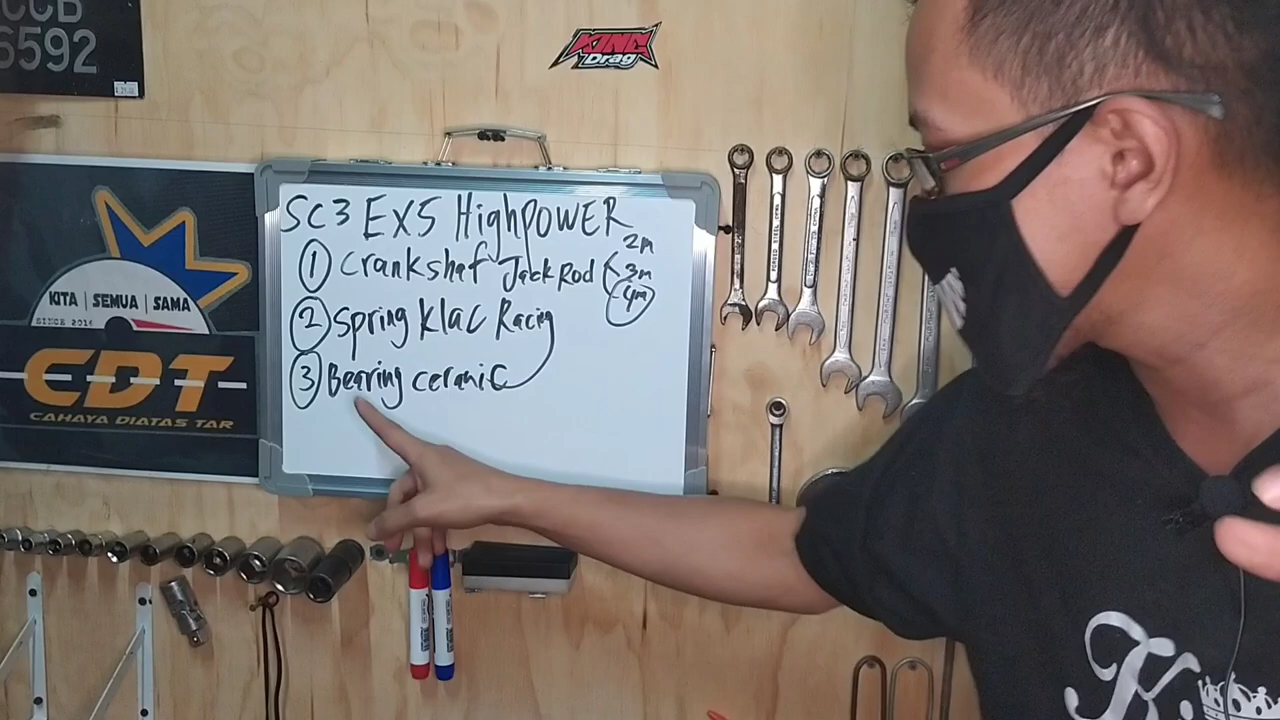 CCB
6592
KING
Drag
KITA | SEMUA | SAMA
SINCE 2016
CDT
CAHAYA DIATAS TAR
SC3 EX5 HighpowER
1 Crankshaf Jack Rod 2m
3m
4m
2 Spring Klac Racing
3 Bearing ceramic
K